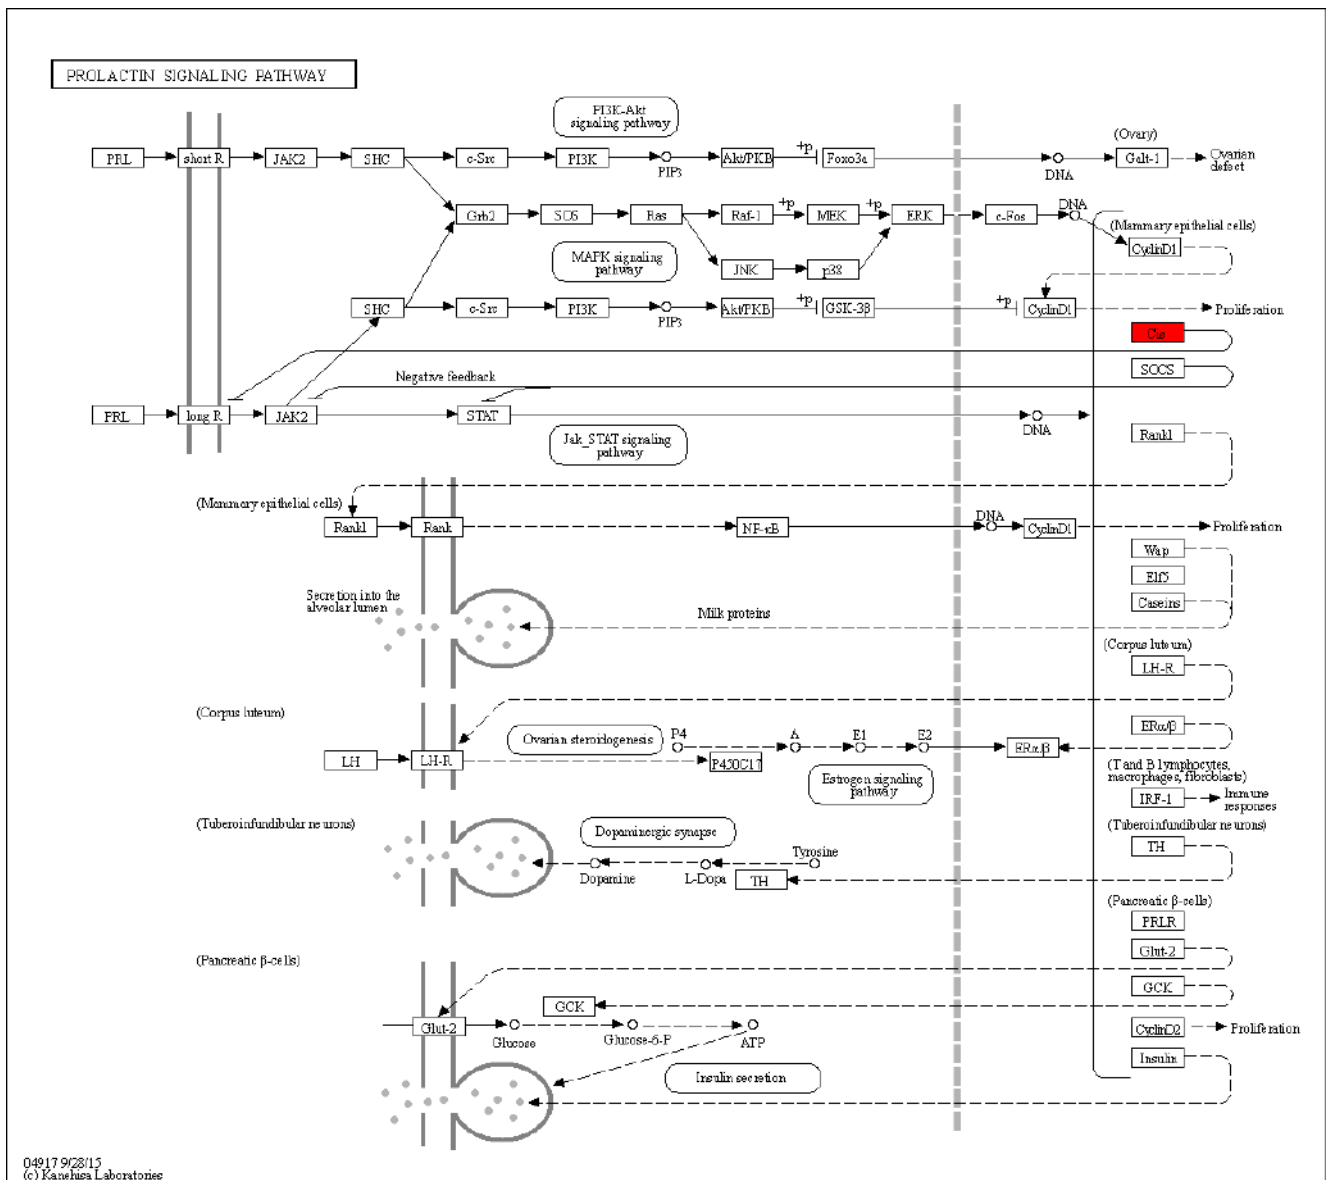 PROLACTIN SIGNALING PATHWAY
PI3K-Akt
signaling pathway
(Ovary)
PRL
short R
JAK2
SHC
c-Src
PI3K
PIP3
Akt/PKB
+p
Foxo3a
DNA
Galt-1
Ovarian
defect
Grb2
SOS
Ras
Raf-1
+p
MEK
+p
ERK
c-Fos
DNA
(Mammary epithelial cells)
CyclinD1
MAPK signaling
pathway
JNK
p38
SHC
c-Src
PI3K
PIP3
Akt/PKB
+p
GSK-3β
+p
CyclinD1
Proliferation
Cis
SOCS
Negative feedback
PRL
long R
JAK2
STAT
DNA
Jak_STAT signaling
pathway
Rankl
(Mammary epithelial cells)
Rankl
Rank
NF-κB
DNA
CyclinD1
Proliferation
Wap
Elf5
Caseins
Secretion into the
alveolar lumen
Milk proteins
(Corpus luteum)
LH-R
(Corpus luteum)
Ovarian steroidogenesis
P4
A
E1
E2
ERα/β
LH
LH-R
P450C17
ERα/β
Estrogen signaling
pathway
(T and B lymphocytes,
macrophages, fibroblasts)
IRF-1
Immune
responses
(Tuberoinfundibular neurons)
Dopaminergic synapse
(Tuberoinfundibular neurons)
TH
Tyrosine
Dopamine
L-Dopa
TH
(Pancreatic β-cells)
PRLR
Glut-2
(Pancreatic β-cells)
GCK
GCK
Glut-2
Glucose
Glucose-6-P
ATP
CyclinD2
Proliferation
Insulin
Insulin secretion
04917 9/28/15
(c) Kanehisa Laboratories